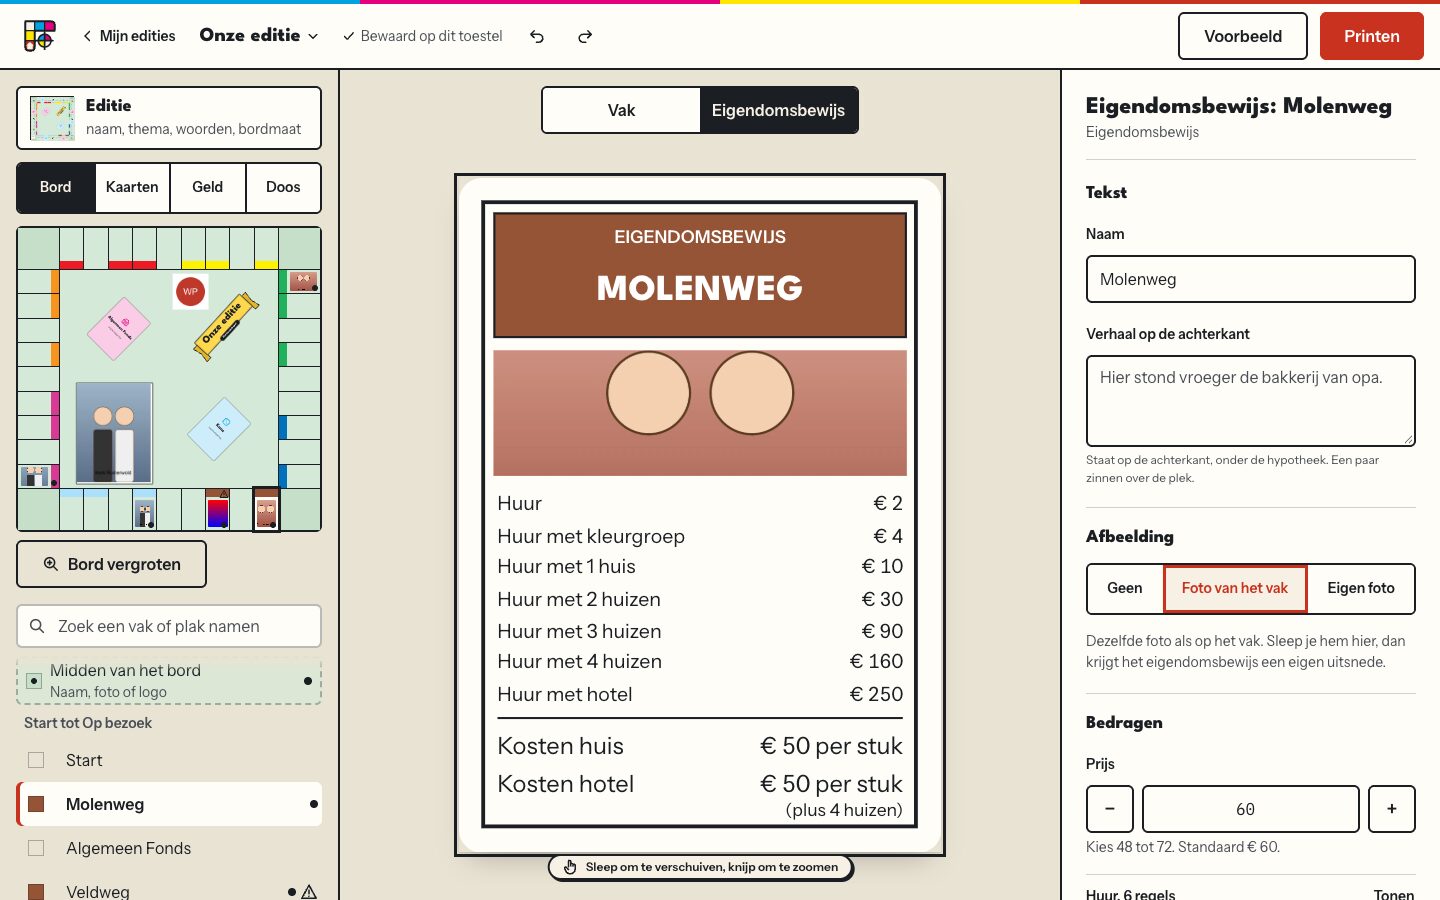 Mijn edities
Onze editie
Bewaard op dit toestel
Voorbeeld
Printen
Editie
naam, thema, woorden, bordmaat
Bord
Kaarten
Geld
Doos
WP
Onze editie
Algemeen Fonds
Bord vergroten
Zoek een vak of plak namen
Midden van het bord
Naam, foto of logo
Start tot Op bezoek
Start
Molenweg
Algemeen Fonds
Veldweg
Vak
Eigendomsbewijs
EIGENDOMSBEWIJS
MOLENWEG
Huur € 2
Huur met kleurgroep € 4
Huur met 1 huis € 10
Huur met 2 huizen € 30
Huur met 3 huizen € 90
Huur met 4 huizen € 160
Huur met hotel € 250
Kosten huis € 50 per stuk
Kosten hotel € 50 per stuk
(plus 4 huizen)
Sleep om te verschuiven, knijp om te zoomen
Eigendomsbewijs: Molenweg
Eigendomsbewijs
Tekst
Naam
Molenweg
Verhaal op de achterkant
Hier stond vroeger de bakkerij van opa.
Staat op de achterkant, onder de hypotheek. Een paar
zinnen over de plek.
Afbeelding
Geen
Foto van het vak
Eigen foto
Dezelfde foto als op het vak. Sleep je hem hier, dan
krijgt het eigendomsbewijs een eigen uitsnede.
Bedragen
Prijs
− 60 +
Kies 48 tot 72. Standaard € 60.
Huur, 6 regels
Tonen